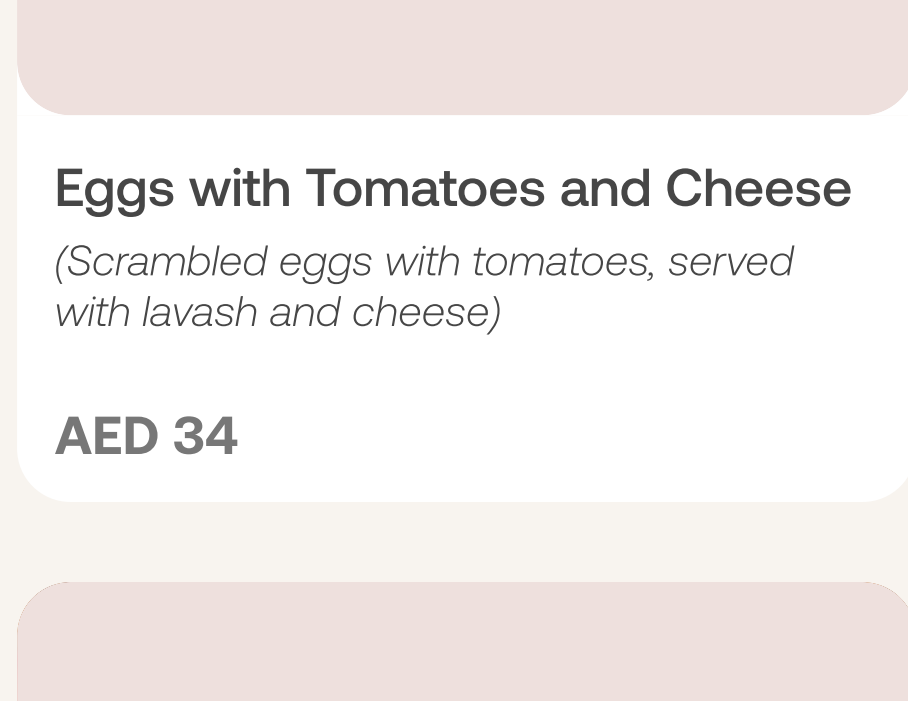 Eggs with Tomatoes and Cheese
(Scrambled eggs with tomatoes, served
with lavash and cheese)
AED 34